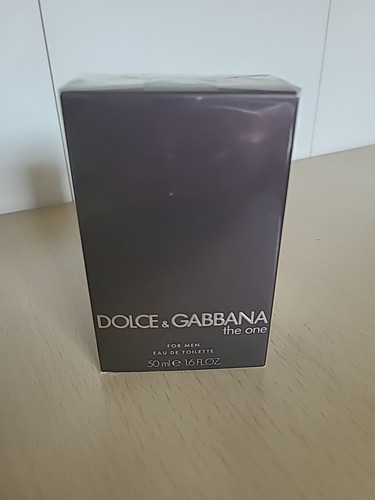 DOLCE & GABBANA
the one
FOR MEN
EAU DE TOILETTE
50 ml ℮ 1.6 FL.OZ.